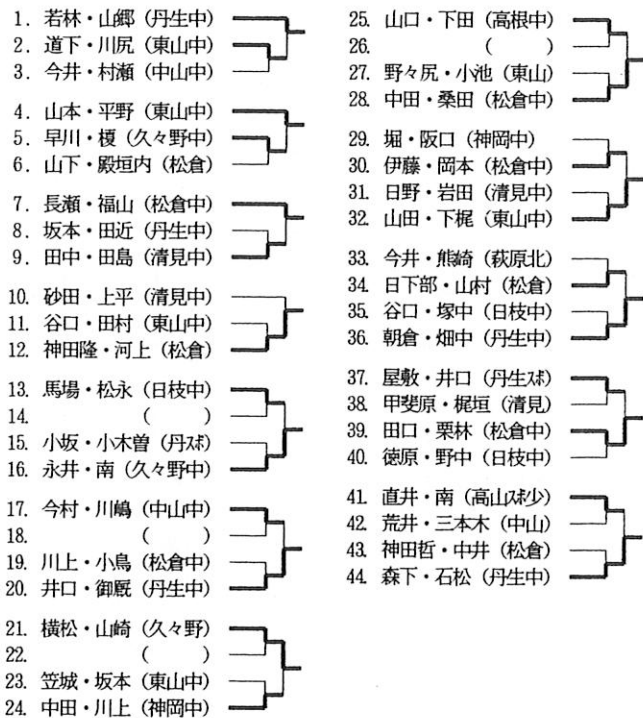 1. 若林・山郷 (丹生中)
2. 道下・川尻 (東山中)
3. 今井・村瀬 (中山中)
4. 山本・平野 (東山中)
5. 早川・榎 (久々野中)
6. 山下・殿垣内 (松倉)
7. 長瀬・福山 (松倉中)
8. 坂本・田近 (丹生中)
9. 田中・田島 (清見中)
10. 砂田・上平 (清見中)
11. 谷口・田村 (東山中)
12. 神田隆・河上 (松倉)
13. 馬場・松永 (日枝中)
14. ( )
15. 小坂・小木曽 (丹スポ)
16. 永井・南 (久々野中)
17. 今村・川嶋 (中山中)
18. ( )
19. 川上・小鳥 (松倉中)
20. 井口・御厩 (丹生中)
21. 横松・山崎 (久々野)
22. ( )
23. 笠城・坂本 (東山中)
24. 中田・川上 (神岡中)
25. 山口・下田 (高根中)
26. ( )
27. 野々尻・小池 (東山)
28. 中田・桑田 (松倉中)
29. 堀・阪口 (神岡中)
30. 伊藤・岡本 (松倉中)
31. 日野・岩田 (清見中)
32. 山田・下梶 (東山中)
33. 今井・熊崎 (萩原北)
34. 日下部・山村 (松倉)
35. 谷口・塚中 (日枝中)
36. 朝倉・畑中 (丹生中)
37. 屋敷・井口 (丹生スポ)
38. 甲斐原・梶垣 (清見)
39. 田口・栗林 (松倉中)
40. 徳原・野中 (日枝中)
41. 直井・南 (高山スポ少)
42. 荒井・三本木 (中山)
43. 神田哲・中井 (松倉)
44. 森下・石松 (丹生中)